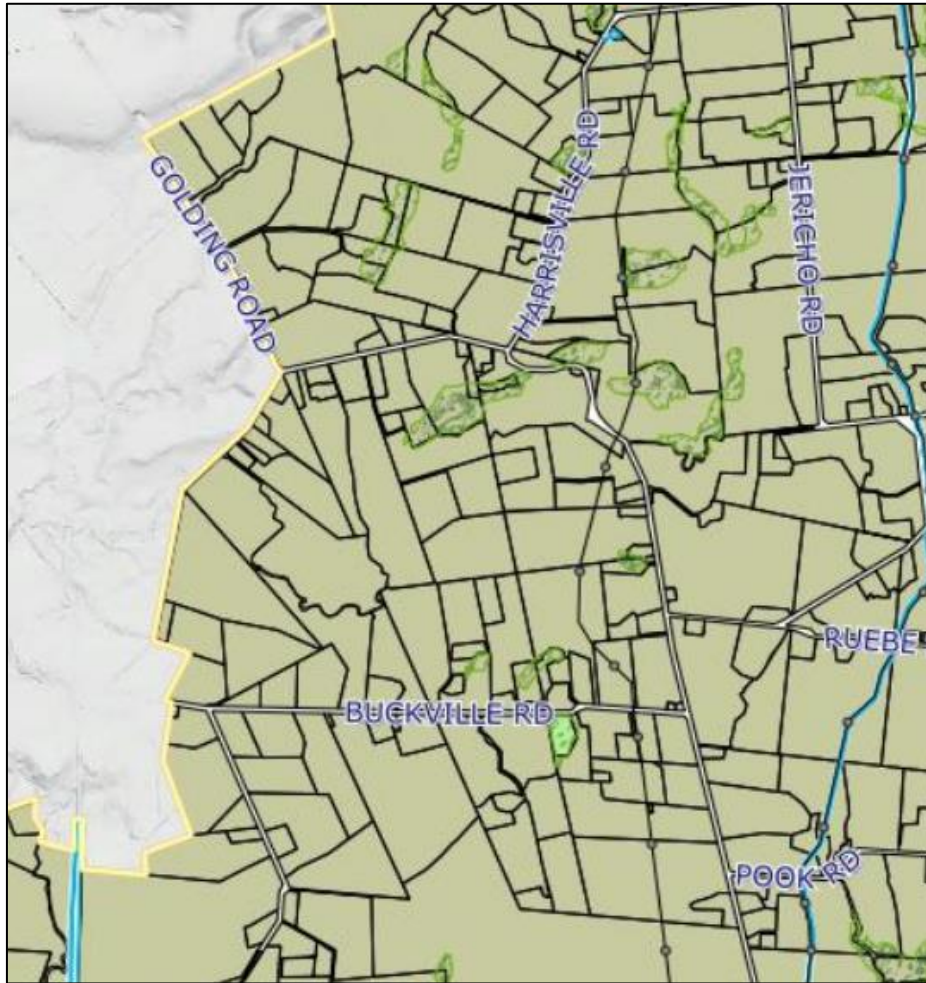 HARRISVILLE RD
JERICHO RD
GOLDING ROAD
RUEBE
BUCKVILLE RD
POOK RD